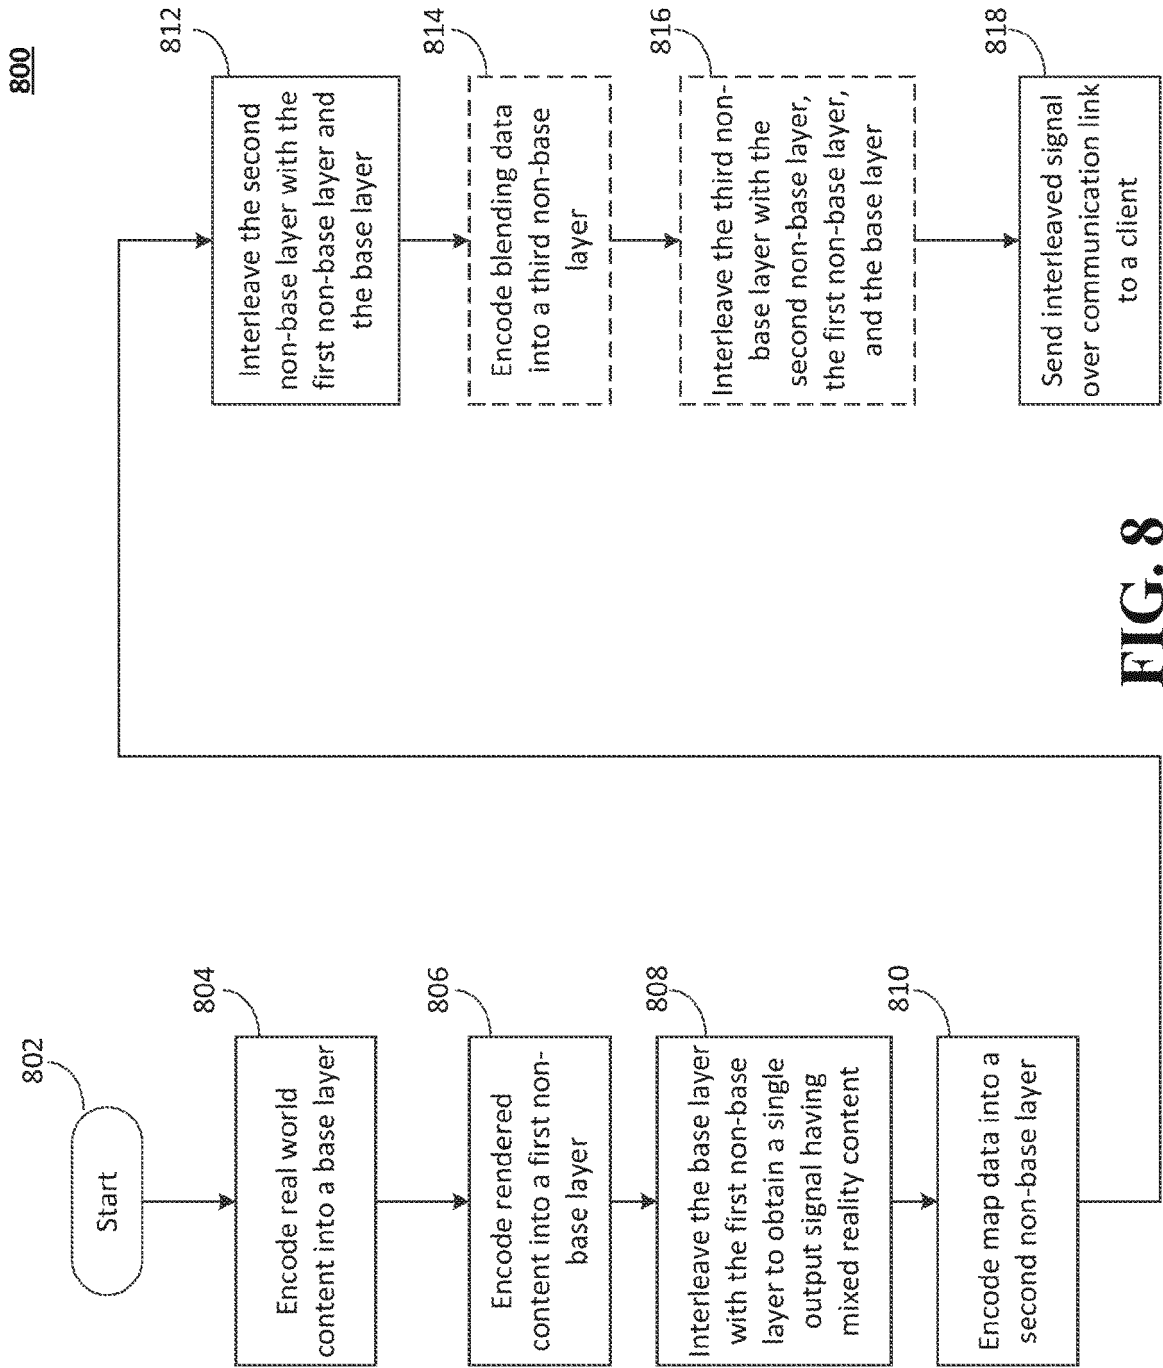 800
802
Start
804
Encode real world
content into a base layer
806
Encode rendered
content into a first non-
base layer
808
Interleave the base layer
with the first non-base
layer to obtain a single
output signal having
mixed reality content
810
Encode map data into a
second non-base layer
812
Interleave the second
non-base layer with the
first non-base layer and
the base layer
814
Encode blending data
into a third non-base
layer
816
Interleave the third non-
base layer with the
second non-base layer,
the first non-base layer,
and the base layer
818
Send interleaved signal
over communication link
to a client
FIG. 8